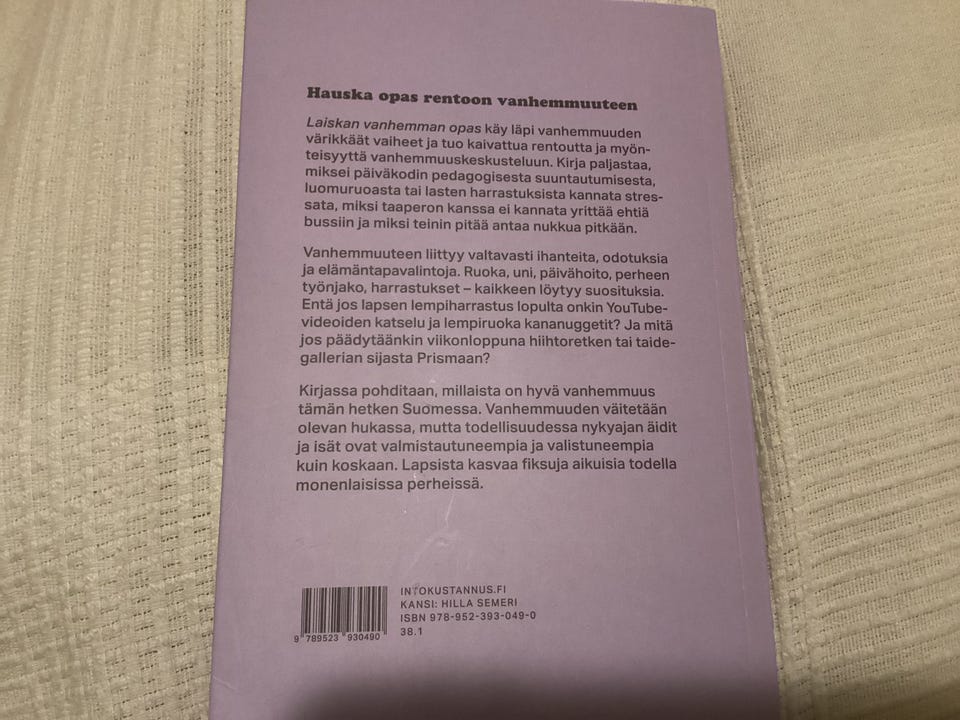 Hauska opas rentoon vanhemmuuteen
Laiskan vanhemman opas käy läpi vanhemmuuden
värikkäät vaiheet ja tuo kaivattua rentoutta ja myön-
teisyyttä vanhemmuuskeskusteluun. Kirja paljastaa,
miksei päiväkodin pedagogisesta suuntautumisesta,
luomuruoasta tai lasten harrastuksista kannata stres-
sata, miksi taaperon kanssa ei kannata yrittää ehtiä
bussiin ja miksi teinin pitää antaa nukkua pitkään.
Vanhemmuuteen liittyy valtavasti ihanteita, odotuksia
ja elämäntapavalintoja. Ruoka, uni, päivähoito, perheen
työnjako, harrastukset – kaikkeen löytyy suosituksia.
Entä jos lapsen lempiharrastus lopulta onkin YouTube-
videoiden katselu ja lempiruoka kananuggetit? Ja mitä
jos päädytäänkin viikonloppuna hiihtoretken tai taide-
gallerian sijasta Prismaan?
Kirjassa pohditaan, millaista on hyvä vanhemmuus
tämän hetken Suomessa. Vanhemmuuden väitetään
olevan hukassa, mutta todellisuudessa nykyajan äidit
ja isät ovat valmistautuneempia ja valistuneempia
kuin koskaan. Lapsista kasvaa fiksuja aikuisia todella
monenlaisissa perheissä.
INTOKUSTANNUS.FI
KANSI: HILLA SEMERI
ISBN 978-952-393-049-0
38.1
9 789523 930490